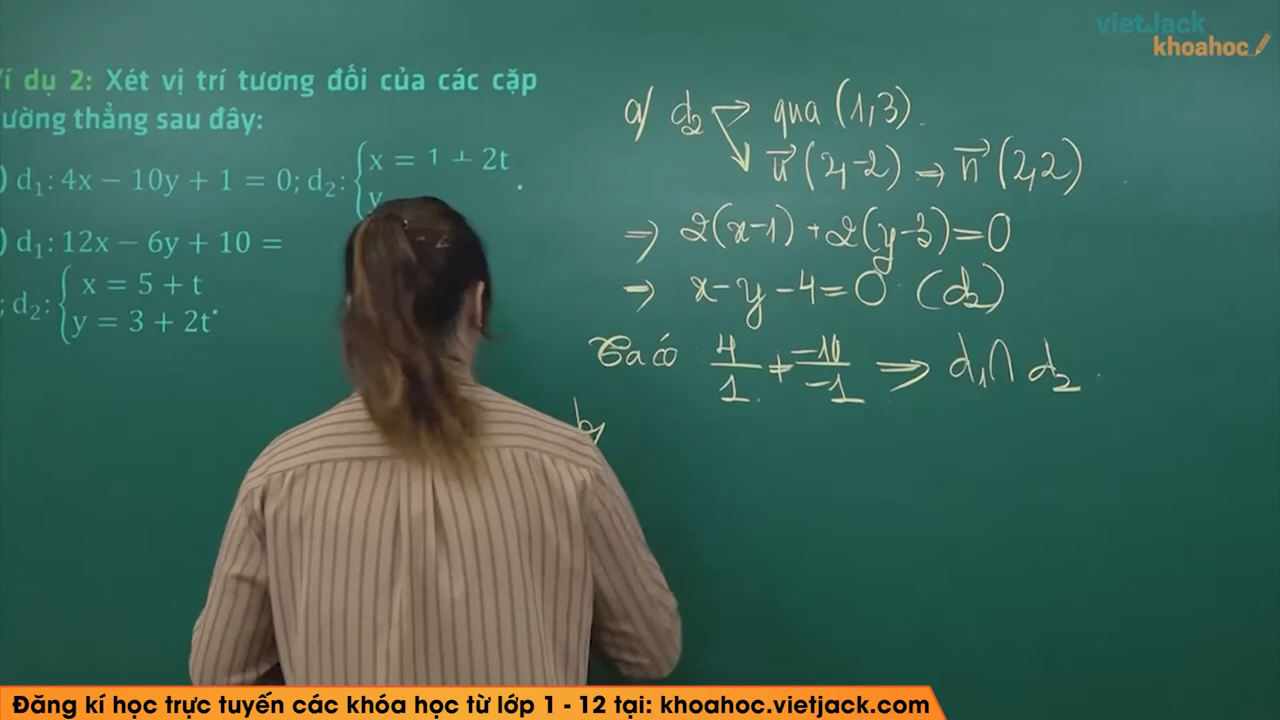 vietJack
khoahoc
í dụ 2: Xét vị trí tương đối của các cặp
ường thẳng sau đây:
) d₁: 4x − 10y + 1 = 0; d₂: { x = 1 + 2t
y
.
) d₁: 12x − 6y + 10 =
; d₂: { x = 5 + t
y = 3 + 2t.
a/ d₂ qua (1,3).
u⃗ (2,-2) → n⃗ (2,2)
⇒ 2(x-1) + 2(y-3) = 0
→ x - y - 4 = 0 (d₂)
Ta có 4/1 ≠ -10/-1 ⇒ d₁ ∩ d₂.
b,
Đăng kí học trực tuyến các khóa học từ lớp 1 - 12 tại: khoahoc.vietjack.com